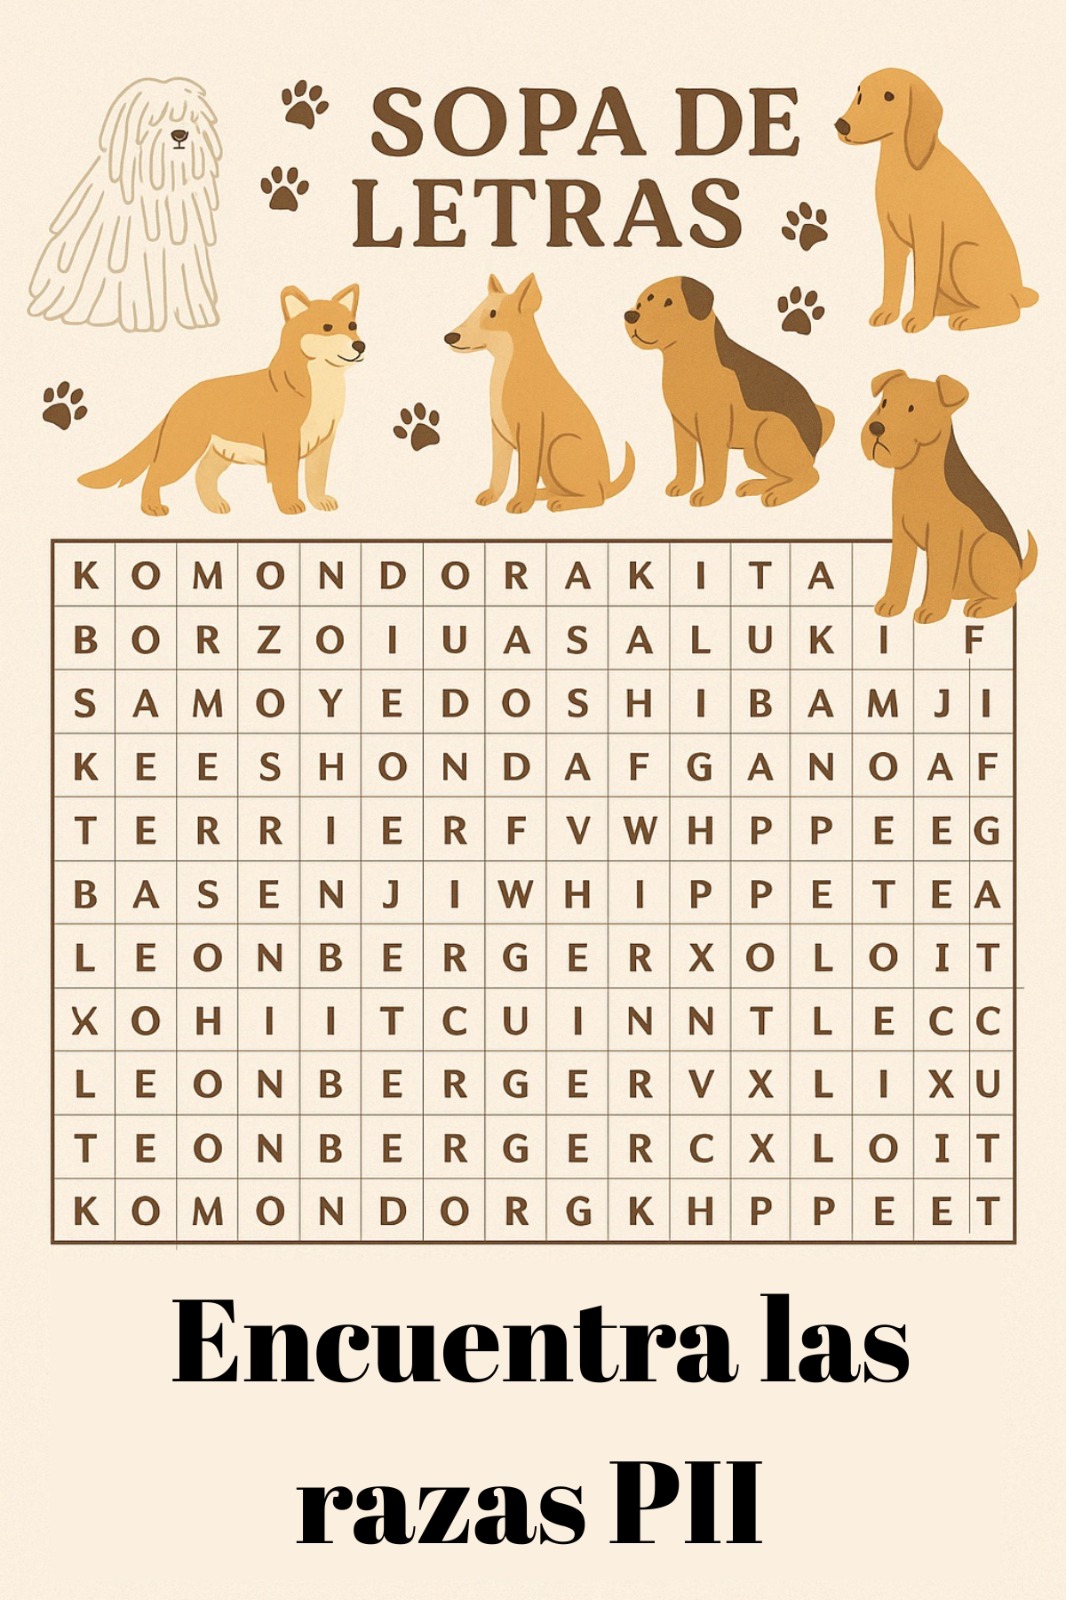 SOPA DE
LETRAS
K O M O N D O R A K I T A
B O R Z O I U A S A L U K I F
S A M O Y E D O S H I B A M J I
K E E S H O N D A F G A N O A F
T E R R I E R F V W H P P E E G
B A S E N J I W H I P P E T E A
L E O N B E R G E R X O L O I T
X O H I I T C U I N N T L E C C
L E O N B E R G E R V X L I X U
T E O N B E R G E R C X L O I T
K O M O N D O R G K H P P E E T
Encuentra las
razas PII